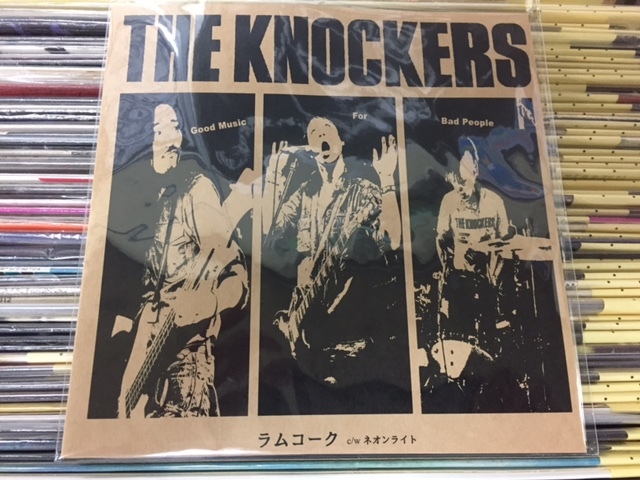 THE KNOCKERS
Good Music
For
Bad People
THE KNOCKERS
ラムコーク c/w ネオンライト